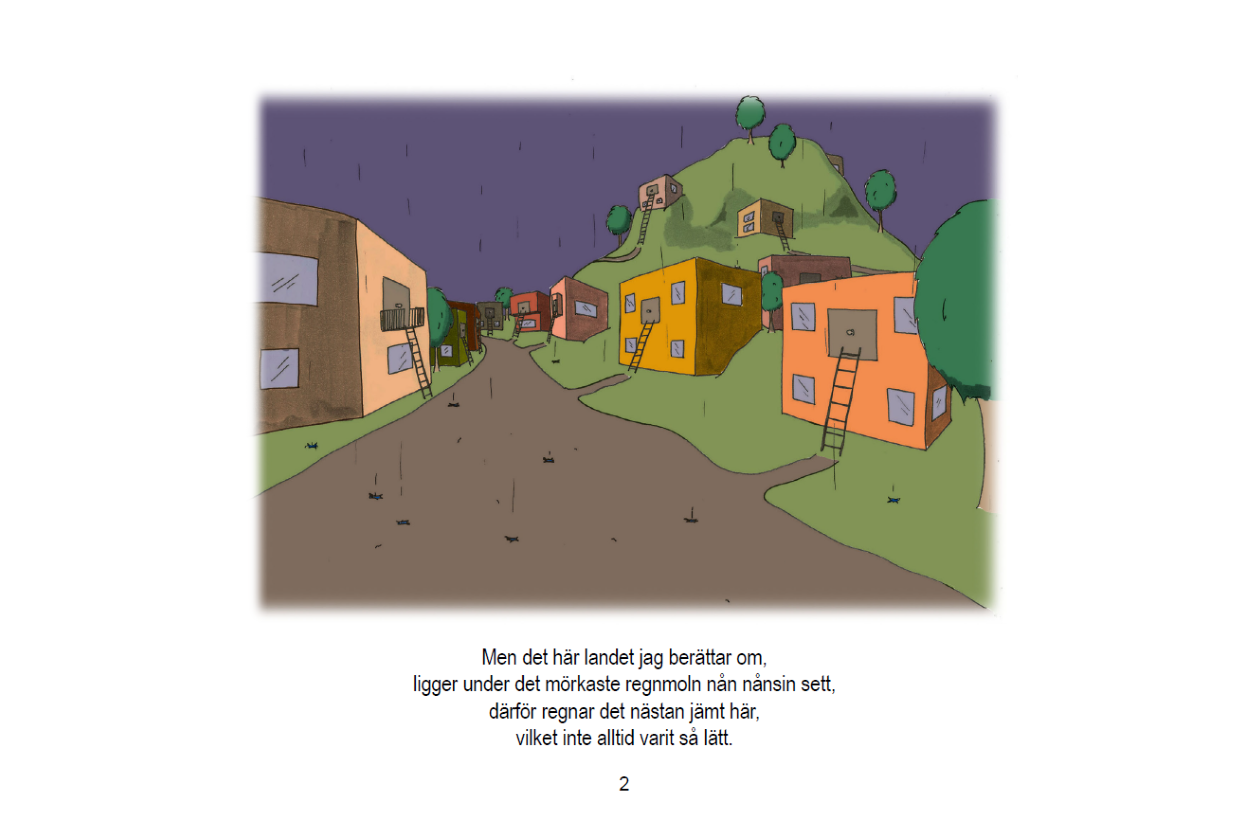 Men det här landet jag berättar om,
ligger under det mörkaste regnmoln nån nånsin sett,
därför regnar det nästan jämt här,
vilket inte alltid varit så lätt.
2